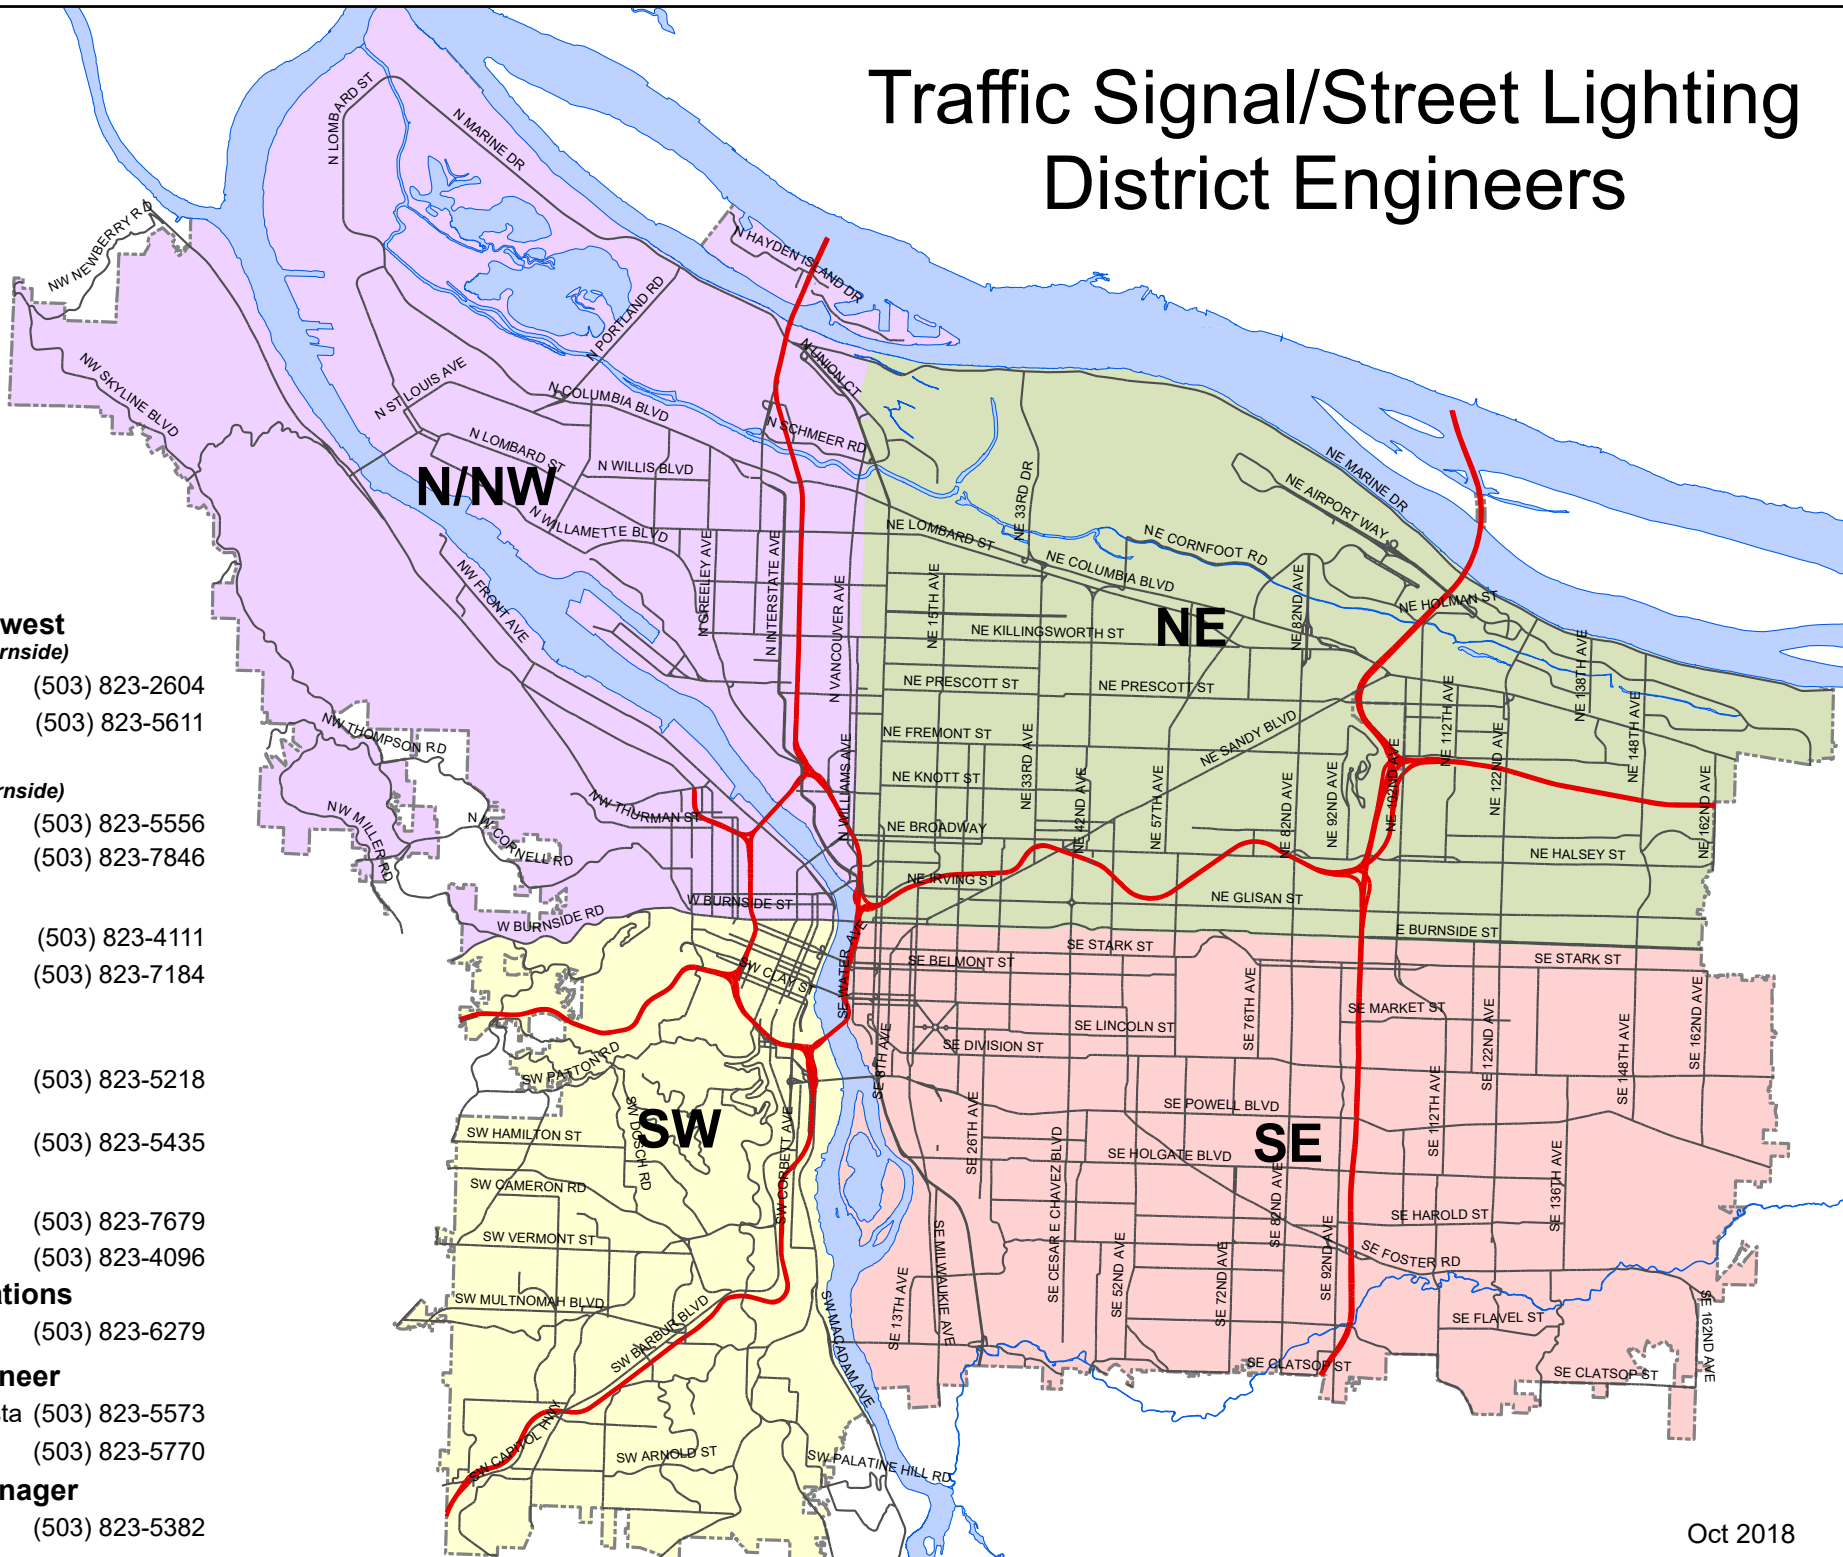 Traffic Signal/Street Lighting
District Engineers
west
rnside)
(503) 823-2604
(503) 823-5611
rnside)
(503) 823-5556
(503) 823-7846
(503) 823-4111
(503) 823-7184
(503) 823-5218
(503) 823-5435
(503) 823-7679
(503) 823-4096
ations
(503) 823-6279
neer
sta (503) 823-5573
(503) 823-5770
nager
(503) 823-5382
N/NW
NE
SW
SE
N LOMBARD ST
N MARINE DR
NW NEWBERRY RD
N HAYDEN ISLAND DR
N PORTLAND RD
NW SKYLINE BLVD
N ST LOUIS AVE
N COLUMBIA BLVD
N UNION CT
N SCHMEER RD
N LOMBARD ST
N WILLIS BLVD
N WILLAMETTE BLVD
NW FRONT AVE
N GREELEY AVE
N INTERSTATE AVE
N VANCOUVER AVE
N WILLIAMS AVE
NW THOMPSON RD
NW MILLER RD
NW CORNELL RD
NW THURMAN ST
W BURNSIDE ST
W BURNSIDE RD
NE 33RD DR
NE MARINE DR
NE AIRPORT WAY
NE LOMBARD ST
NE CORNFOOT RD
NE COLUMBIA BLVD
NE 15TH AVE
NE 82ND AVE
NE HOLMAN ST
NE KILLINGSWORTH ST
NE PRESCOTT ST
NE PRESCOTT ST
NE 138TH AVE
NE 112TH AVE
NE 148TH AVE
NE FREMONT ST
NE SANDY BLVD
NE 33RD AVE
NE 122ND AVE
NE KNOTT ST
NE 42ND AVE
NE 57TH AVE
NE 82ND AVE
NE 92ND AVE
NE 102ND AVE
NE 162ND AVE
NE BROADWAY
NE HALSEY ST
NE IRVING ST
NE GLISAN ST
E BURNSIDE ST
SE STARK ST
SE BELMONT ST
SE STARK ST
SW CLAY ST
SE WATER AVE
SE 76TH AVE
SE MARKET ST
SE 162ND AVE
SE LINCOLN ST
SE DIVISION ST
SE 122ND AVE
SE 148TH AVE
SE 8TH AVE
SW PATTON RD
SW DOSCH RD
SW HAMILTON ST
SE POWELL BLVD
SE 112TH AVE
SE 26TH AVE
SE HOLGATE BLVD
SE CESAR E CHAVEZ BLVD
SW CORBETT AVE
SW CAMERON RD
SE 82ND AVE
SE 136TH AVE
SE HAROLD ST
SW VERMONT ST
SE MILWAUKIE AVE
SE FOSTER RD
SE 52ND AVE
SE 72ND AVE
SE 92ND AVE
SE 13TH AVE
SW MULTNOMAH BLVD
SW BARBUR BLVD
SW MACADAM AVE
SE FLAVEL ST
SE 162ND AVE
SE CLATSOP ST
SE CLATSOP ST
SW CAPITOL HWY
SW ARNOLD ST
SW PALATINE HILL RD
Oct 2018